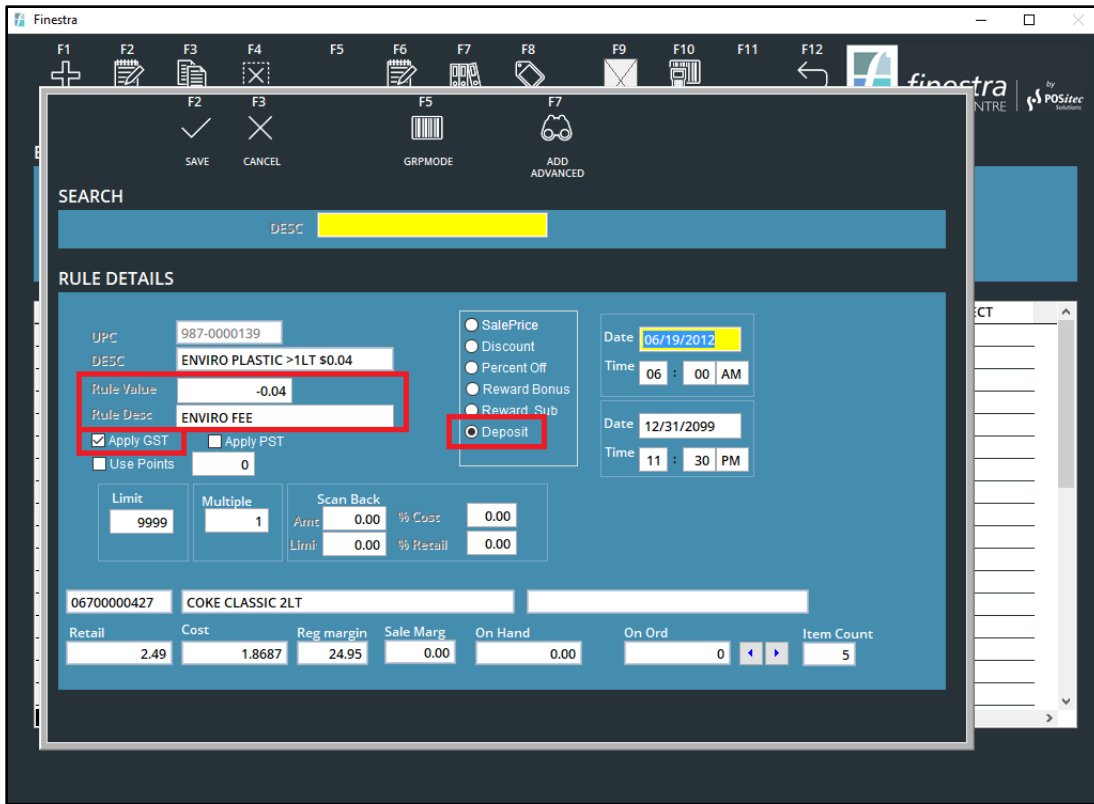 Finestra
F1 F2 F3 F4 F5 F6 F7 F8 F9 F10 F11 F12
finestra by POSitec Solutions
NTRE
F2 F3 F5 F7
SAVE CANCEL GRPMODE ADD ADVANCED
SEARCH
DESC
RULE DETAILS
ECT
UPC 987-0000139
DESC ENVIRO PLASTIC >1LT $0.04
Rule Value -0.04
Rule Desc ENVIRO FEE
Apply GST Apply PST
Use Points 0
SalePrice
Discount
Percent Off
Reward Bonus
Reward Sub
Deposit
Date 06/19/2012
Time 06 : 00 AM
Date 12/31/2099
Time 11 : 30 PM
Limit
9999
Multiple
1
Scan Back
Amt 0.00 % Cost 0.00
Limi 0.00 % Retail 0.00
06700000427 COKE CLASSIC 2LT
Retail Cost Reg margin Sale Marg On Hand On Ord Item Count
2.49 1.8687 24.95 0.00 0.00 0 5